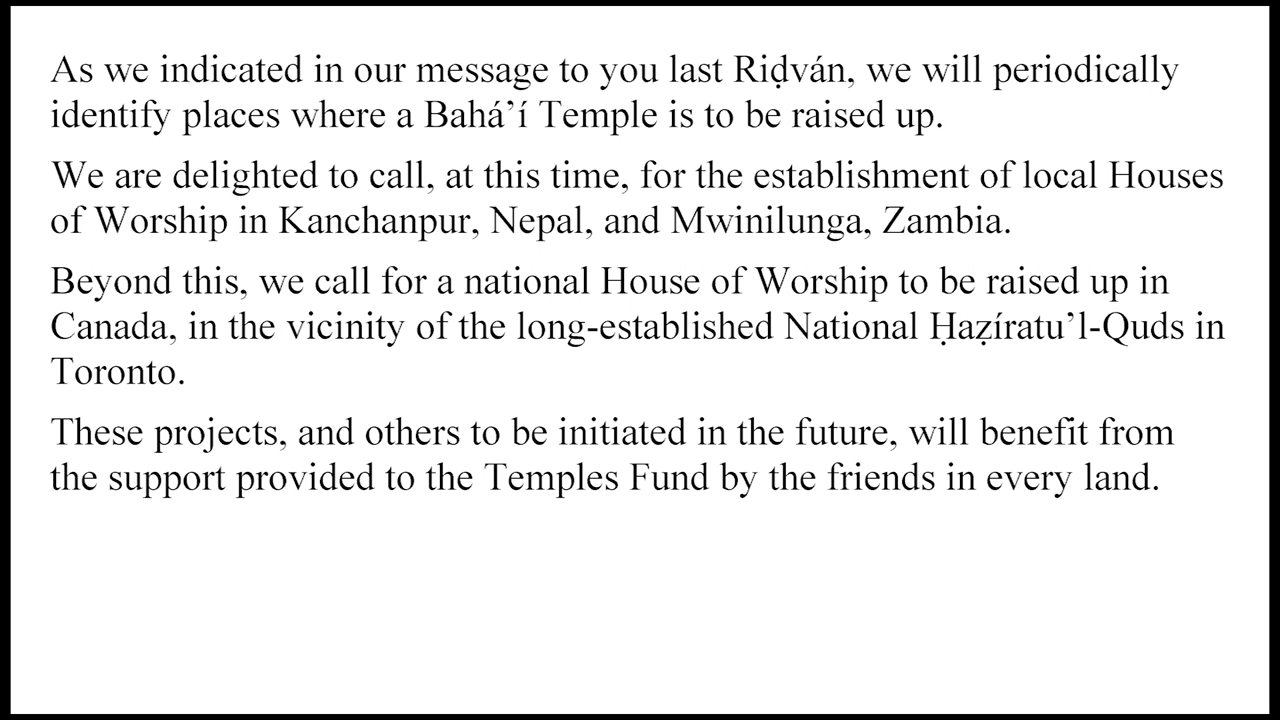 As we indicated in our message to you last Riḍván, we will periodically
identify places where a Bahá’í Temple is to be raised up.
We are delighted to call, at this time, for the establishment of local Houses
of Worship in Kanchanpur, Nepal, and Mwinilunga, Zambia.
Beyond this, we call for a national House of Worship to be raised up in
Canada, in the vicinity of the long-established National Ḥaẓíratu’l-Quds in
Toronto.
These projects, and others to be initiated in the future, will benefit from
the support provided to the Temples Fund by the friends in every land.